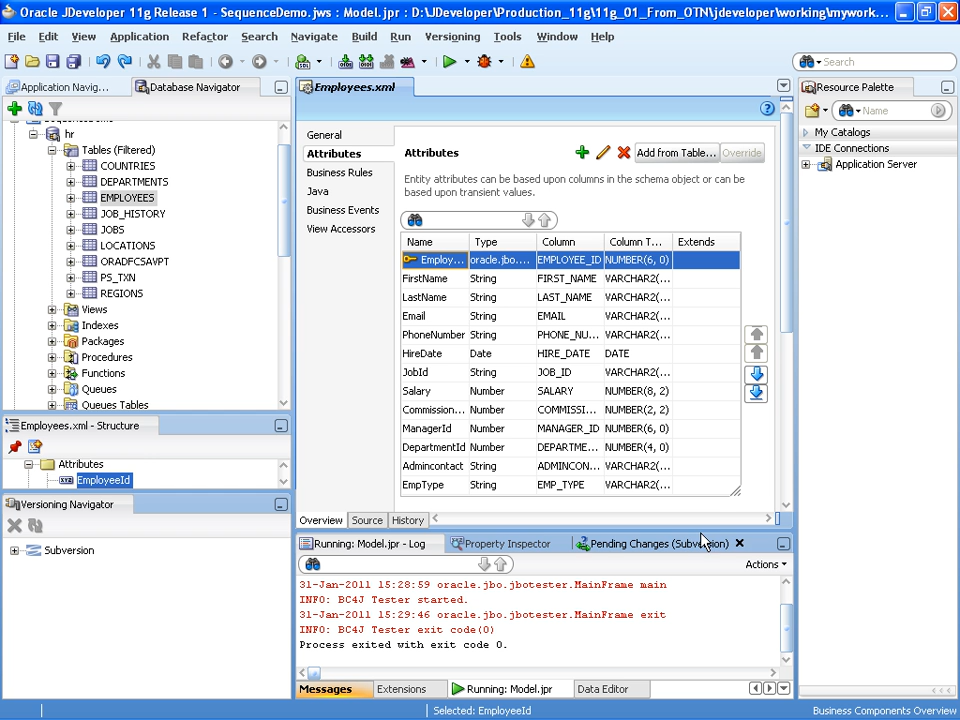 Oracle JDeveloper 11g Release 1 - SequenceDemo.jws : Model.jpr : D:\JDeveloper\Production_11g\11g_01_From_OTN\jdeveloper\working\mywork...
File Edit View Application Refactor Search Navigate Build Run Versioning Tools Window Help
Search
Application Navig...
Database Navigator
hr
Tables (Filtered)
COUNTRIES
DEPARTMENTS
EMPLOYEES
JOB_HISTORY
JOBS
LOCATIONS
ORADFCSAVPT
PS_TXN
REGIONS
Views
Indexes
Packages
Procedures
Functions
Queues
Queues Tables
Employees.xml - Structure
Attributes
EmployeeId
Versioning Navigator
Subversion
Employees.xml
General
Attributes
Business Rules
Java
Business Events
View Accessors
Attributes
Add from Table... Override
Entity attributes can be based upon columns in the schema object or can be
based upon transient values.
Name Type Column Column T... Extends
Employ... oracle.jbo.... EMPLOYEE_ID NUMBER(6, 0)
FirstName String FIRST_NAME VARCHAR2(...
LastName String LAST_NAME VARCHAR2(...
Email String EMAIL VARCHAR2(...
PhoneNumber String PHONE_NU... VARCHAR2(...
HireDate Date HIRE_DATE DATE
JobId String JOB_ID VARCHAR2(...
Salary Number SALARY NUMBER(8, 2)
Commission... Number COMMISSI... NUMBER(2, 2)
ManagerId Number MANAGER_ID NUMBER(6, 0)
DepartmentId Number DEPARTME... NUMBER(4, 0)
Admincontact String ADMINCON... VARCHAR2(...
EmpType String EMP_TYPE VARCHAR2(...
Overview Source History
Running: Model.jpr - Log
Property Inspector
Pending Changes (Subversion)
Actions
31-Jan-2011 15:28:59 oracle.jbo.jbotester.MainFrame main
INFO: BC4J Tester started.
31-Jan-2011 15:29:46 oracle.jbo.jbotester.MainFrame exit
INFO: BC4J Tester exit code(0)
Process exited with exit code 0.
Messages Extensions Running: Model.jpr Data Editor
Resource Palette
Name
My Catalogs
IDE Connections
Application Server
Selected: EmployeeId
Business Components Overview